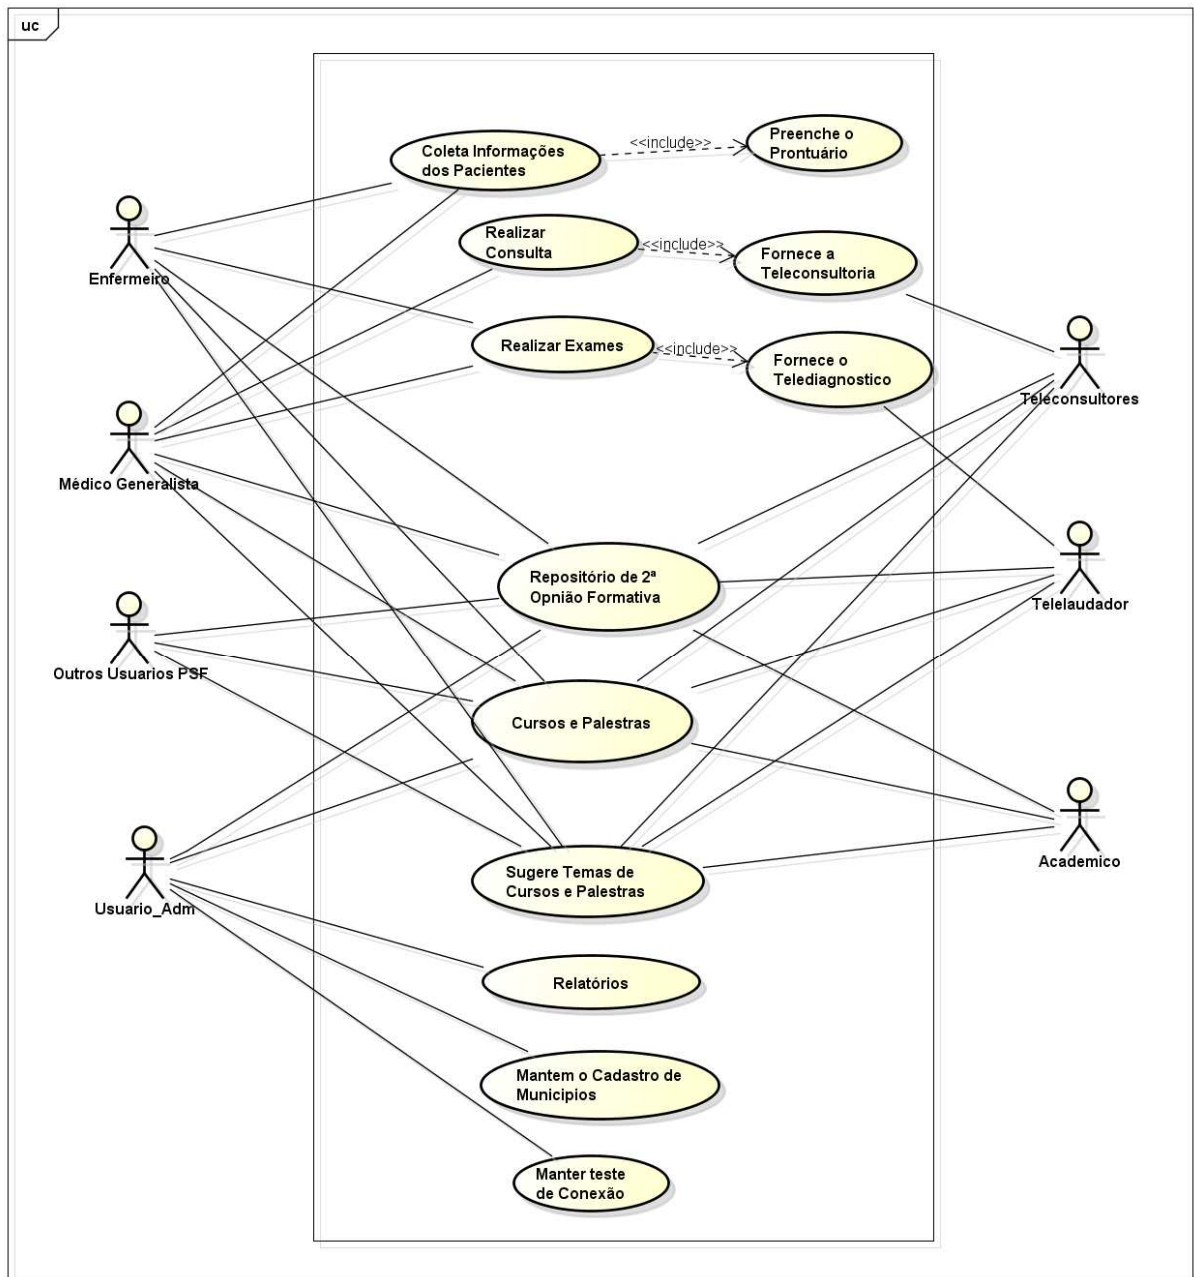 uc
Coleta Informações
dos Pacientes
<<include>>
Preenche o
Prontuário
Enfermeiro
Realizar
Consulta
<<include>>
Fornece a
Teleconsultoria
Realizar Exames
<<include>>
Fornece o
Telediagnostico
Teleconsultores
Médico Generalista
Repositório de 2ª
Opnião Formativa
Telelaudador
Outros Usuarios PSF
Cursos e Palestras
Usuario_Adm
Sugere Temas de
Cursos e Palestras
Academico
Relatórios
Mantem o Cadastro de
Municipios
Manter teste
de Conexão